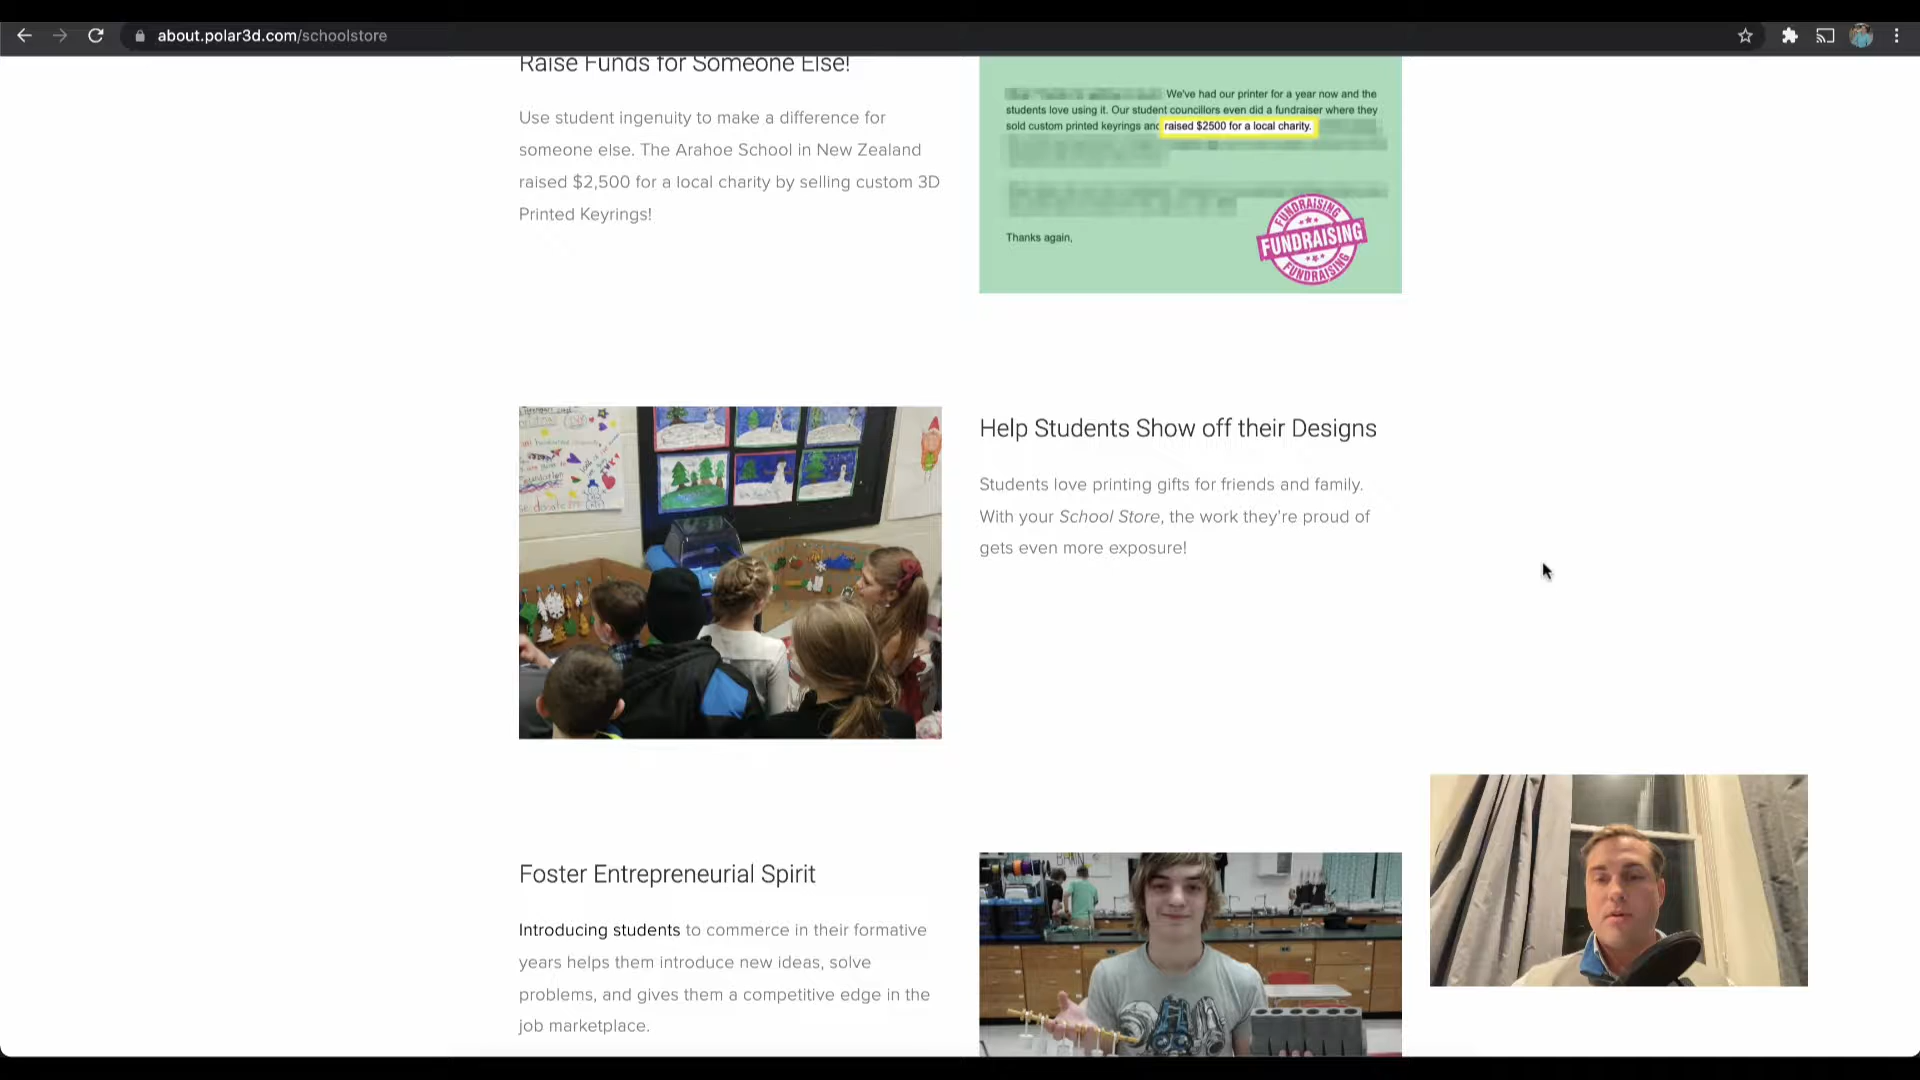 about.polar3d.com/schoolstore
Raise Funds for Someone Else!
Use student ingenuity to make a difference for
someone else. The Arahoe School in New Zealand
raised $2,500 for a local charity by selling custom 3D
Printed Keyrings!
We've had our printer for a year now and the
students love using it. Our student councillors even did a fundraiser where they
sold custom printed keyrings and raised $2500 for a local charity.
Thanks again,
FUNDRAISING
FUNDRAISING
FUNDRAISING
Help Students Show off their Designs
Students love printing gifts for friends and family.
With your School Store, the work they're proud of
gets even more exposure!
Foster Entrepreneurial Spirit
Introducing students to commerce in their formative
years helps them introduce new ideas, solve
problems, and gives them a competitive edge in the
job marketplace.